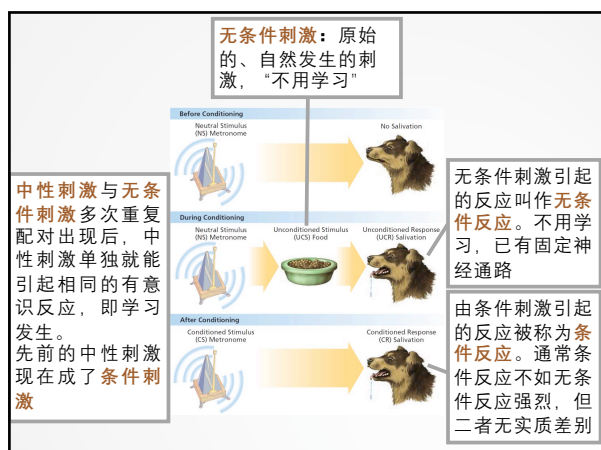 无条件刺激：原始
的、自然发生的刺
激，“不用学习”
Before Conditioning
Neutral Stimulus
(NS) Metronome
No Salivation
中性刺激与无条
件刺激多次重复
配对出现后，中
性刺激单独就能
引起相同的有意
识反应，即学习
发生。
先前的中性刺激
现在成了条件刺
激
During Conditioning
Neutral Stimulus
(NS) Metronome
Unconditioned Stimulus
(UCS) Food
Unconditioned Response
(UCR) Salivation
无条件刺激引起
的反应叫作无条
件反应。不用学
习，已有固定神
经通路
After Conditioning
Conditioned Stimulus
(CS) Metronome
Conditioned Response
(CR) Salivation
由条件刺激引起
的反应被称为条
件反应。通常条
件反应不如无条
件反应强烈，但
二者无实质差别